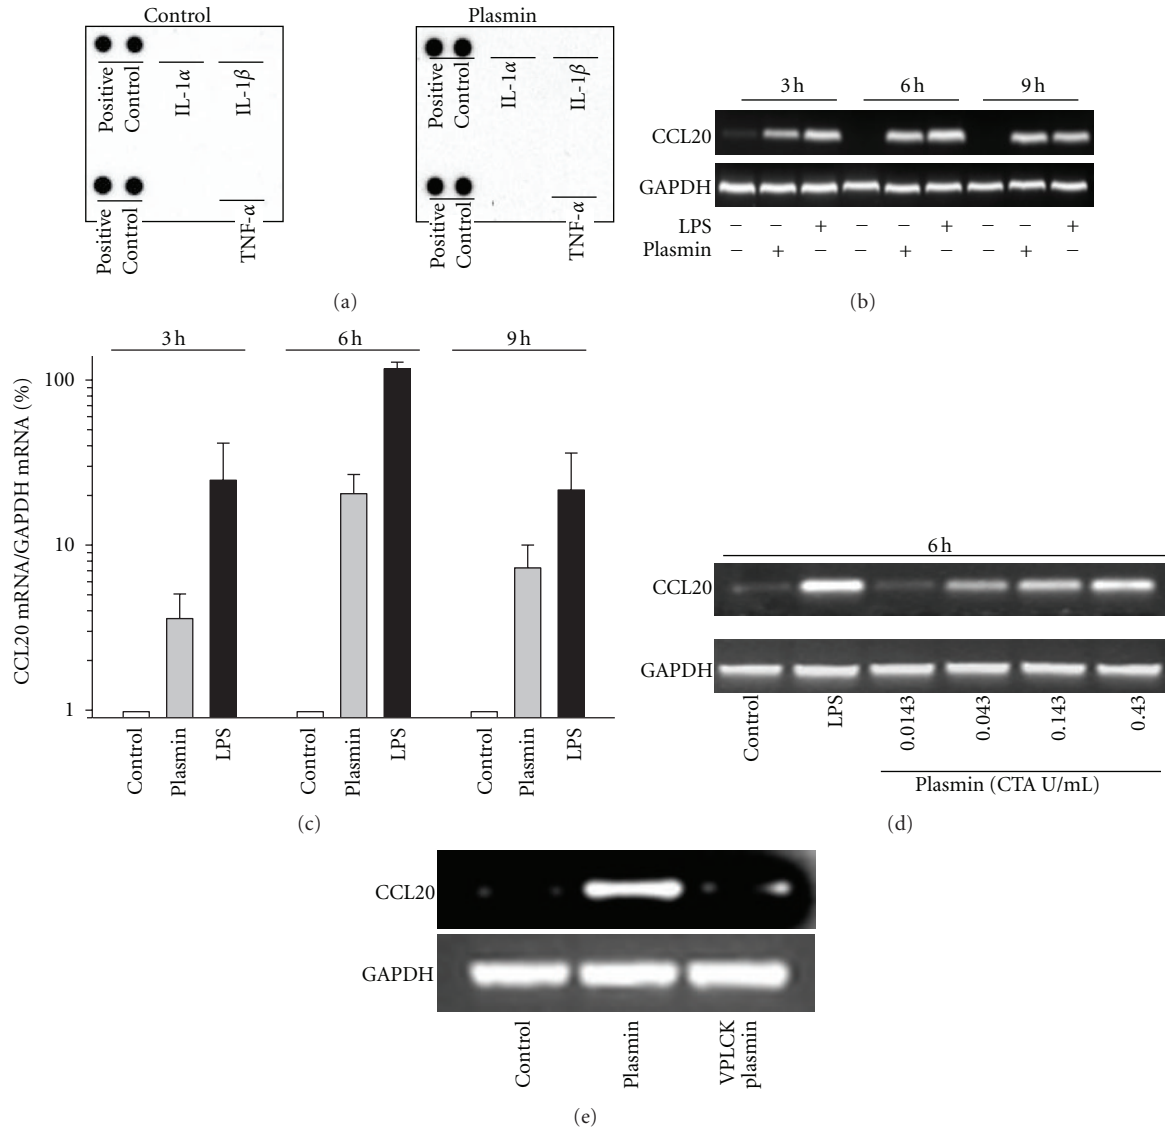 Control
Positive
Control
IL-1α
IL-1β
Positive
Control
TNF-α
Plasmin
Positive
Control
IL-1α
IL-1β
Positive
Control
TNF-α
(a)
3 h 6 h 9 h
CCL20
GAPDH
LPS − − + − − + − − +
Plasmin − + − − + − − + −
(b)
3 h 6 h 9 h
CCL20 mRNA/GAPDH mRNA (%)
100
10
1
Control Plasmin LPS Control Plasmin LPS Control Plasmin LPS
(c)
6 h
CCL20
GAPDH
Control LPS 0.0143 0.043 0.143 0.43
Plasmin (CTA U/mL)
(d)
CCL20
GAPDH
Control
Plasmin
VPLCK
plasmin
(e)